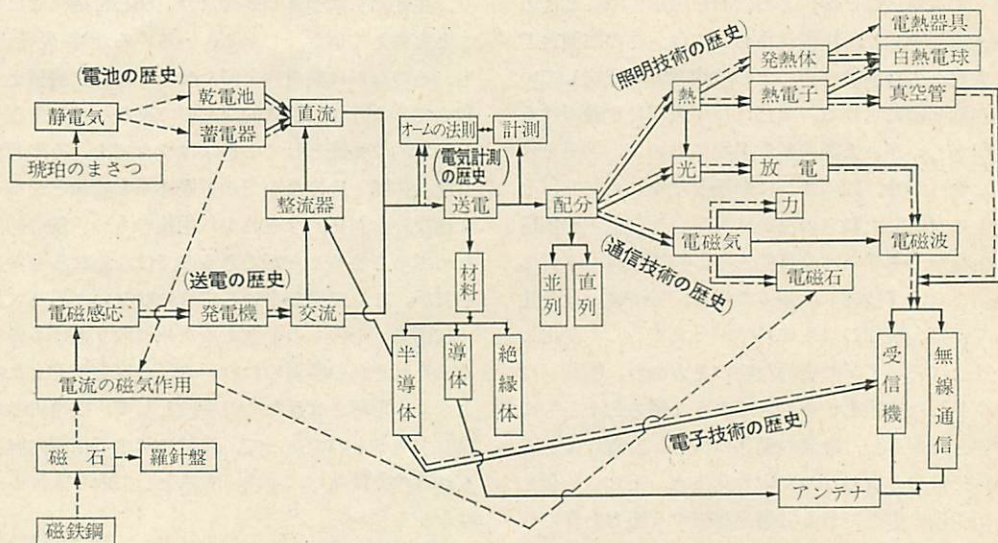 (電池の歴史)
静電気
琥珀のまさつ
乾電池
蓄電器
直流
整流器
(送電の歴史)
電磁感応
発電機
交流
電流の磁気作用
磁石
羅針盤
磁鉄鋼
オームの法則
計測
(電気計測
の歴史)
送電
材料
半導体
導体
絶縁体
配分
並列
直列
(照明技術の歴史)
熱
発熱体
電熱器具
白熱電球
熱電子
真空管
光
放電
(通信技術の歴史)
電磁気
力
電磁石
電磁波
受信機
無線通信
(電子技術の歴史)
アンテナ